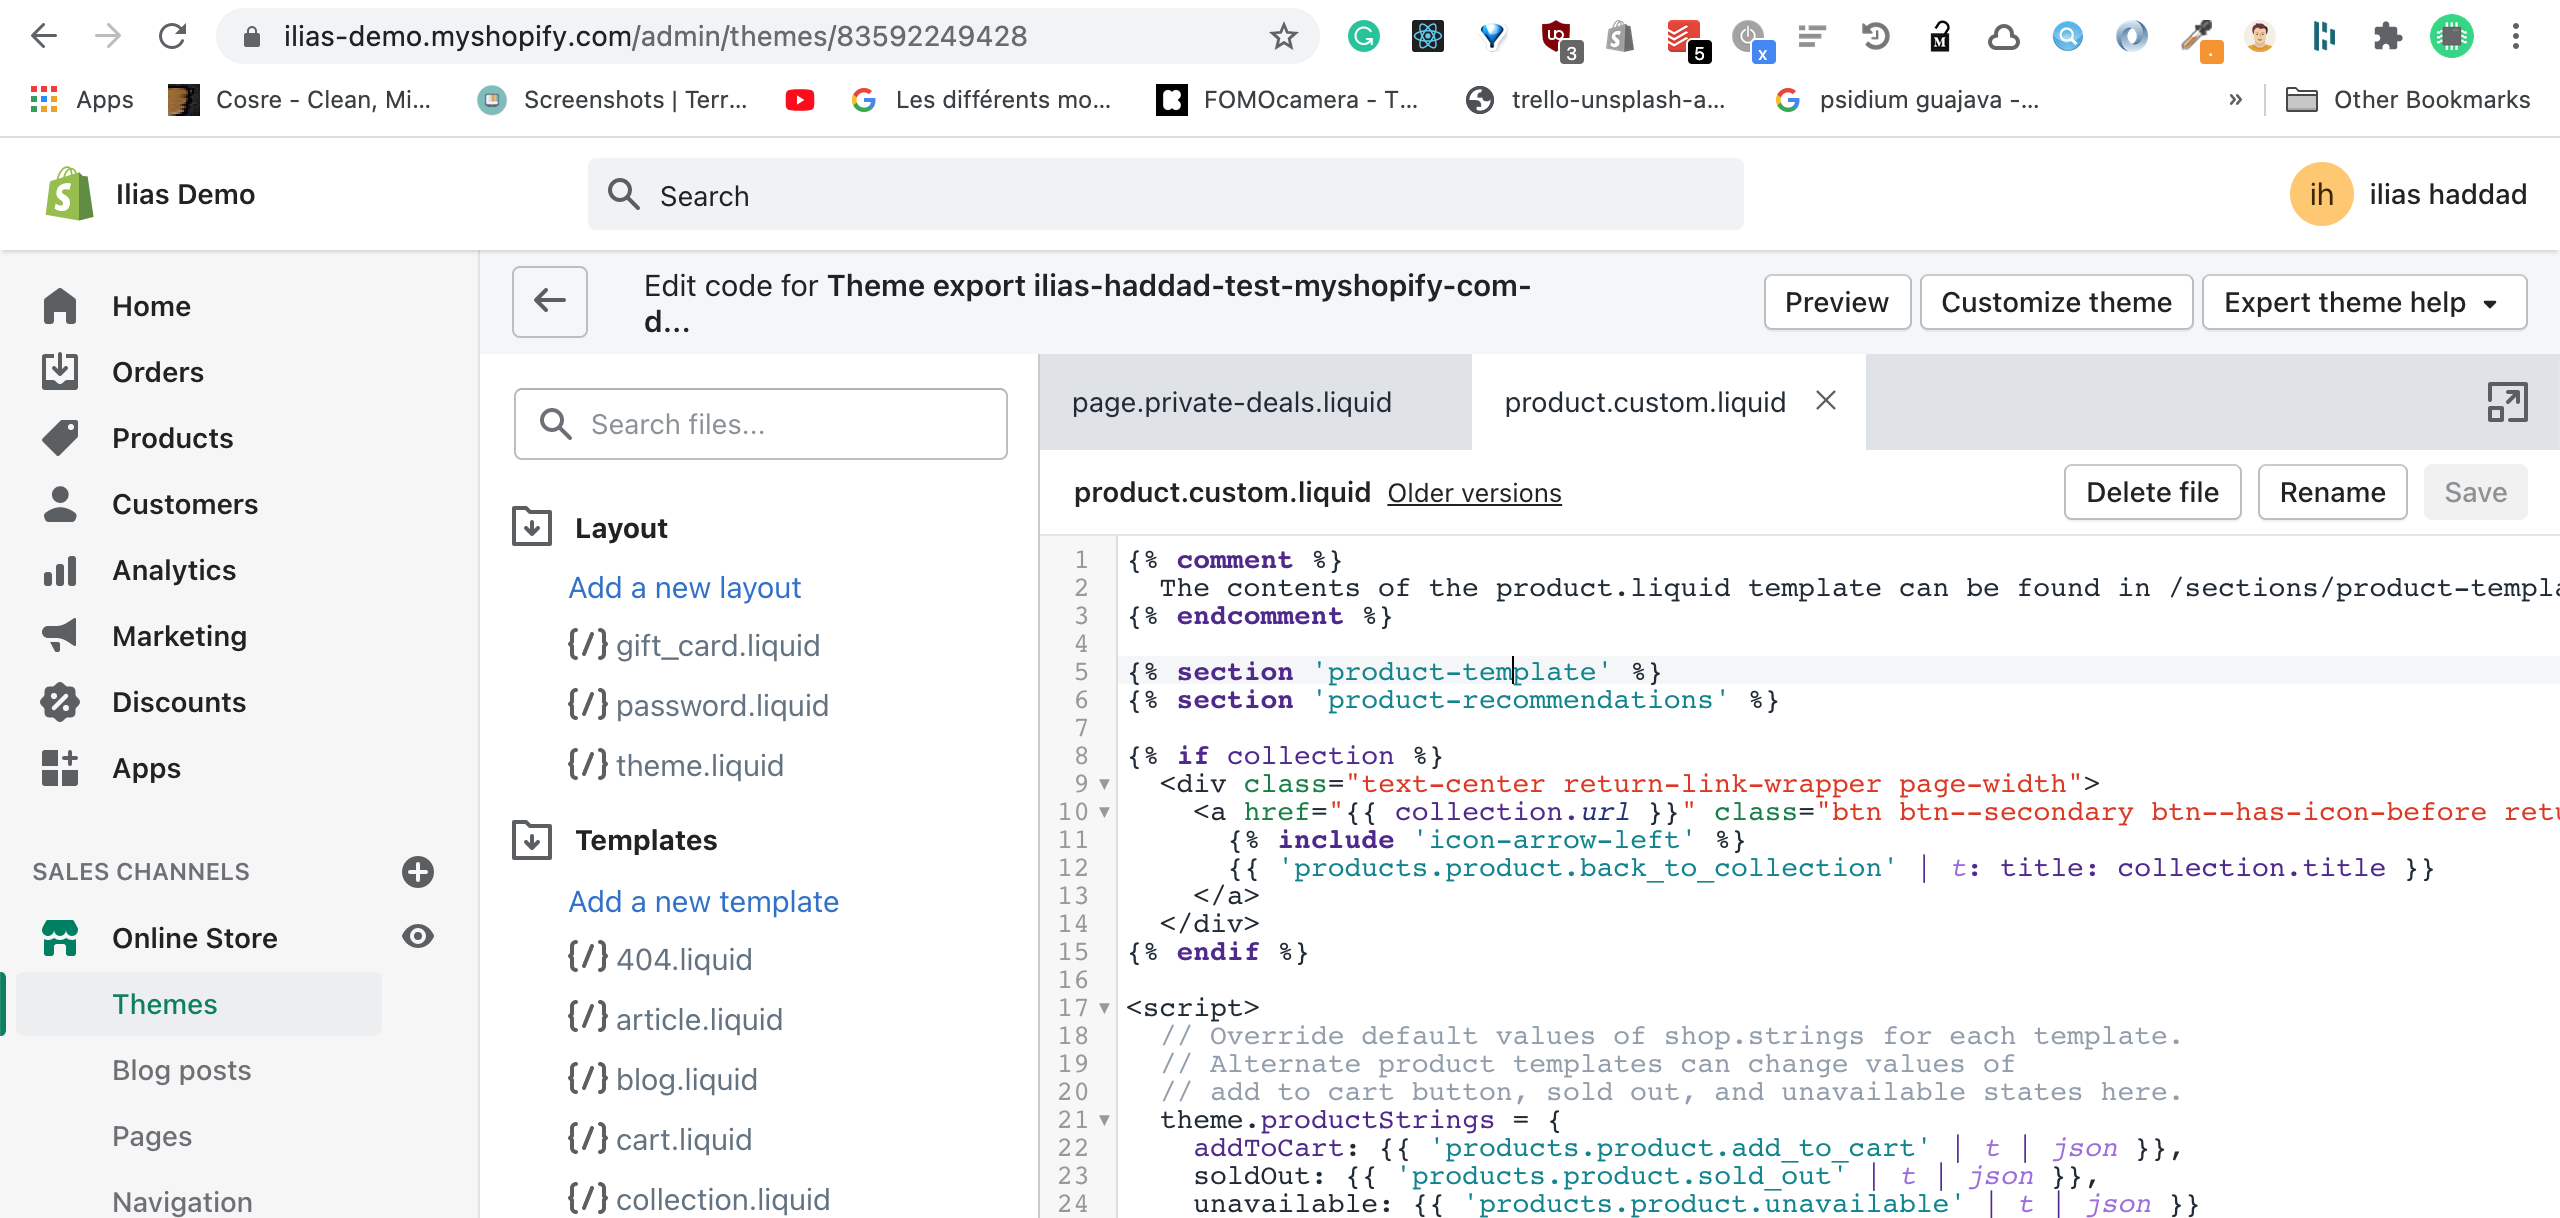 ilias-demo.myshopify.com/admin/themes/83592249428
3
5
x
M
Apps
Cosre - Clean, Mi...
Screenshots | Terr...
Les différents mo...
FOMOcamera - T...
trello-unsplash-a...
psidium guajava -...
»
Other Bookmarks
Ilias Demo
Search
ih
ilias haddad
Home
Orders
Products
Customers
Analytics
Marketing
Discounts
Apps
SALES CHANNELS
Online Store
Themes
Blog posts
Pages
Navigation
Edit code for Theme export ilias-haddad-test-myshopify-com-
d...
Preview
Customize theme
Expert theme help
Search files...
Layout
Add a new layout
{/} gift_card.liquid
{/} password.liquid
{/} theme.liquid
Templates
Add a new template
{/} 404.liquid
{/} article.liquid
{/} blog.liquid
{/} cart.liquid
{/} collection.liquid
page.private-deals.liquid
product.custom.liquid
product.custom.liquid Older versions
Delete file
Rename
Save
1 {% comment %}
2 The contents of the product.liquid template can be found in /sections/product-templa
3 {% endcomment %}
4
5 {% section 'product-template' %}
6 {% section 'product-recommendations' %}
7
8 {% if collection %}
9 <div class="text-center return-link-wrapper page-width">
10 <a href="{{ collection.url }}" class="btn btn--secondary btn--has-icon-before retu
11 {% include 'icon-arrow-left' %}
12 {{ 'products.product.back_to_collection' | t: title: collection.title }}
13 </a>
14 </div>
15 {% endif %}
16
17 <script>
18 // Override default values of shop.strings for each template.
19 // Alternate product templates can change values of
20 // add to cart button, sold out, and unavailable states here.
21 theme.productStrings = {
22 addToCart: {{ 'products.product.add_to_cart' | t | json }},
23 soldOut: {{ 'products.product.sold_out' | t | json }},
24 unavailable: {{ 'products.product.unavailable' | t | json }}